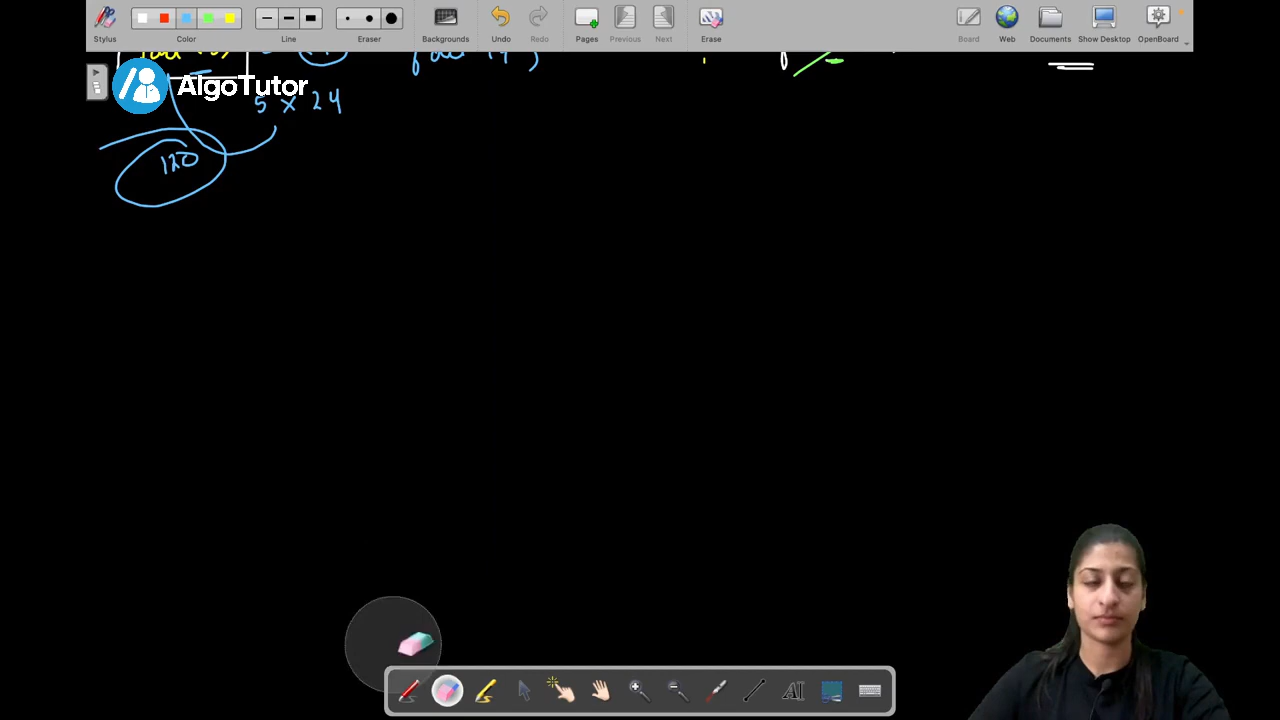 Stylus Color Line Eraser Backgrounds Undo Redo Pages Previous Next Erase Board Web Documents Show Desktop OpenBoard
AlgoTutor
5 x 24
120
AI